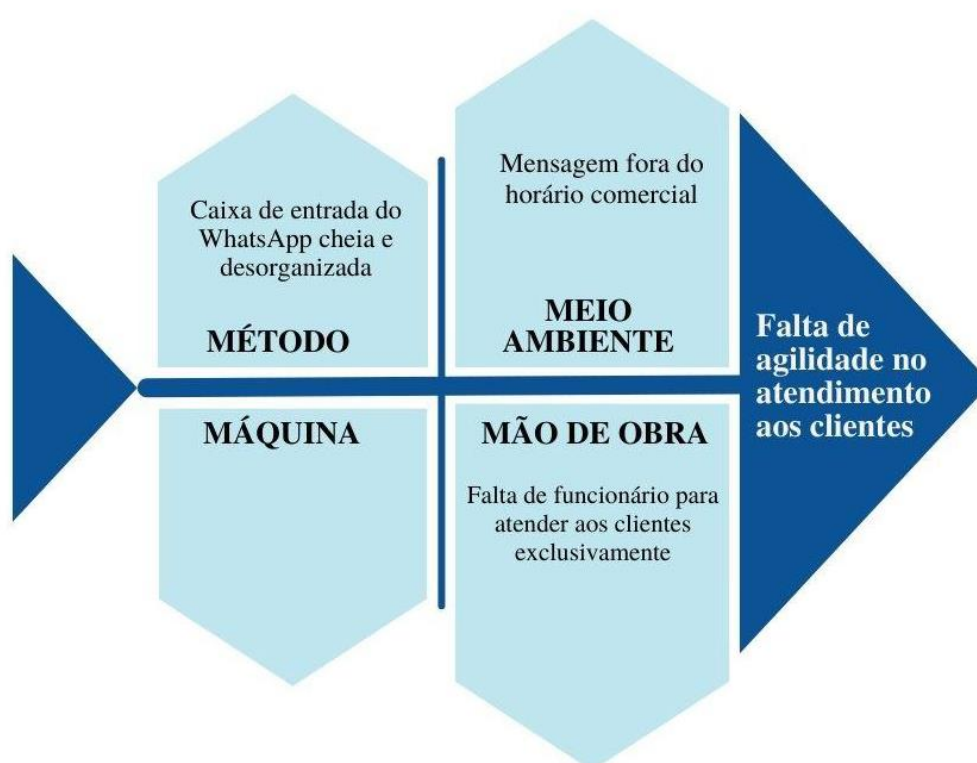 Caixa de entrada do
WhatsApp cheia e
desorganizada
MÉTODO
Mensagem fora do
horário comercial
MEIO
AMBIENTE
MÁQUINA
MÃO DE OBRA
Falta de funcionário para
atender aos clientes
exclusivamente
Falta de
agilidade no
atendimento
aos clientes